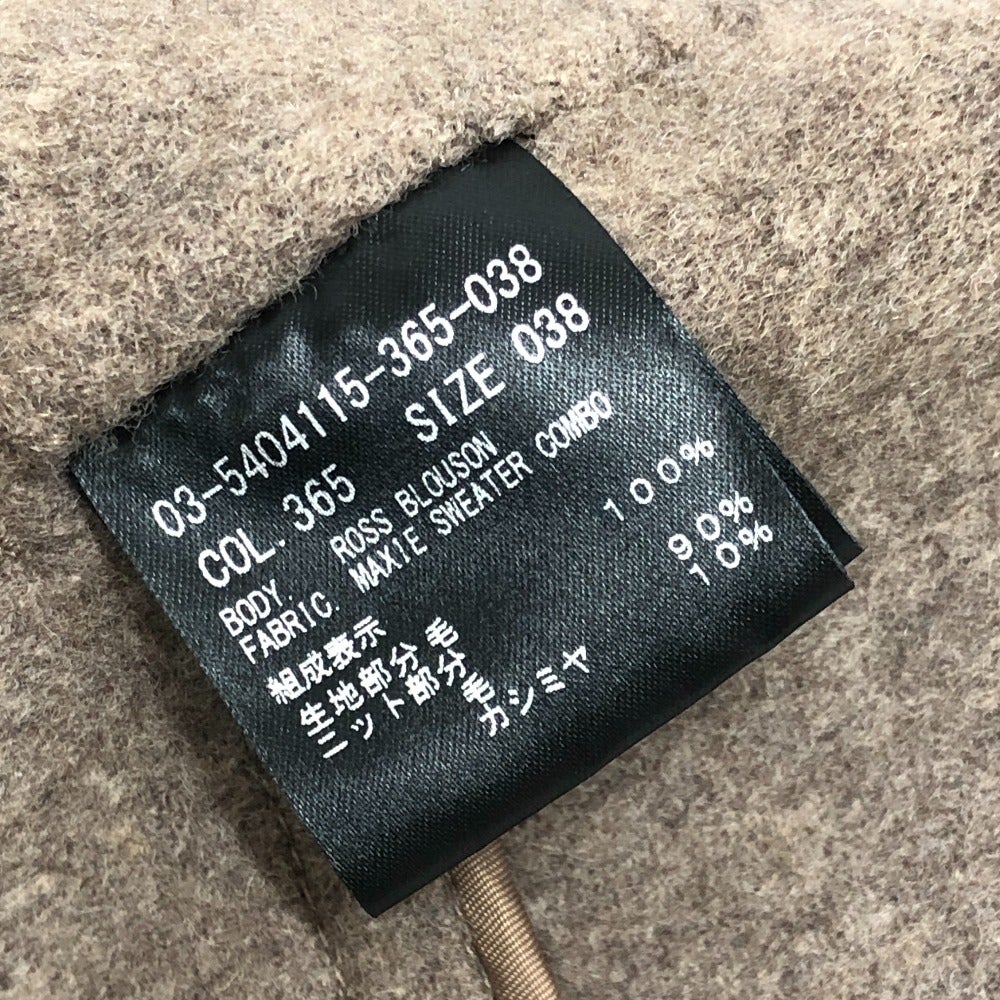 03-5404115-365-038
COL. 365 SIZE 038
BODY. ROSS BLOUSON
FABRIC. MAXIE SWEATER COMBO
組成表示
生地部分 毛 100%
ニット部分 毛 90%
カシミヤ 10%